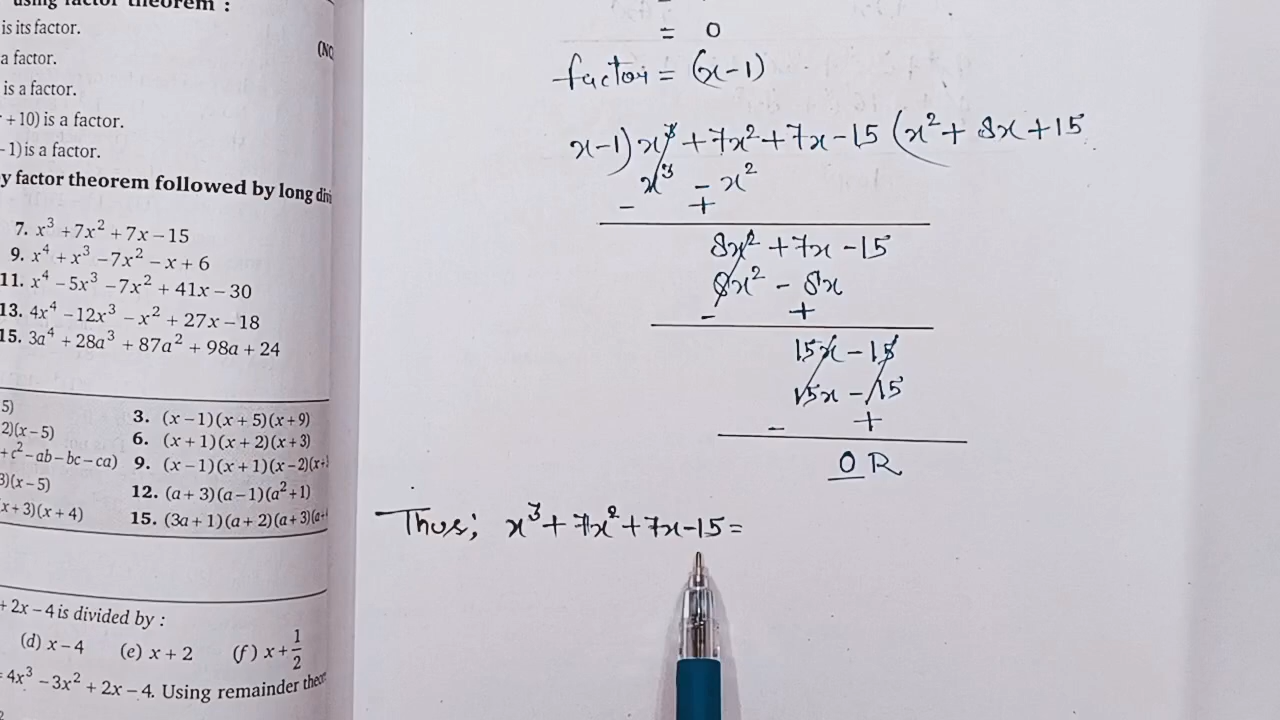 using factor theorem :
is its factor.
a factor.
is a factor.
+10) is a factor.
-1) is a factor.
y factor theorem followed by long
7. x³ +7x² +7x −15
9. x⁴ + x³ −7x² − x + 6
11. x⁴ −5x³ −7x² + 41x −30
13. 4x⁴ −12x³ − x² + 27x −18
15. 3a⁴ + 28a³ + 87a² + 98a + 24
5)
3. (x−1)(x+5)(x+9)
2)(x−5)
6. (x+1)(x+2)(x+3)
+c²−ab−bc−ca)
9. (x−1)(x+1)(x−2)(x+
3)(x−5)
12. (a+3)(a−1)(a²+1)
x+3)(x+4)
15. (3a+1)(a+2)(a+3)(a+
+ 2x − 4 is divided by :
(d) x − 4 (e) x + 2 (f) x + 1/2
4x³ −3x² + 2x − 4. Using remainder
= 0
factor = (x−1)
x−1) x³ +7x² +7x −15 (x² + 8x +15
x³ − x²
− +
8x² +7x −15
8x² − 8x
− +
15x − 15
15x − 15
− +
0 R
Thus; x³ + 7x² + 7x −15 =